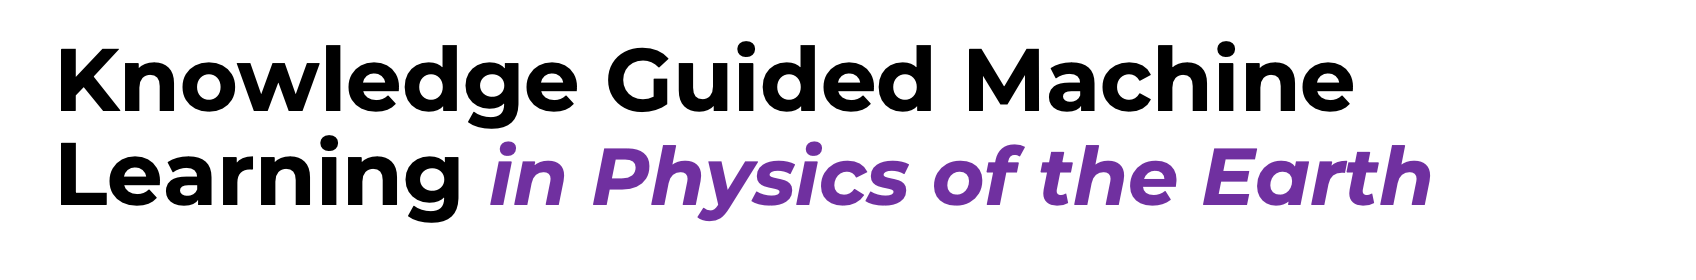 Knowledge Guided Machine
Learning in Physics of the Earth